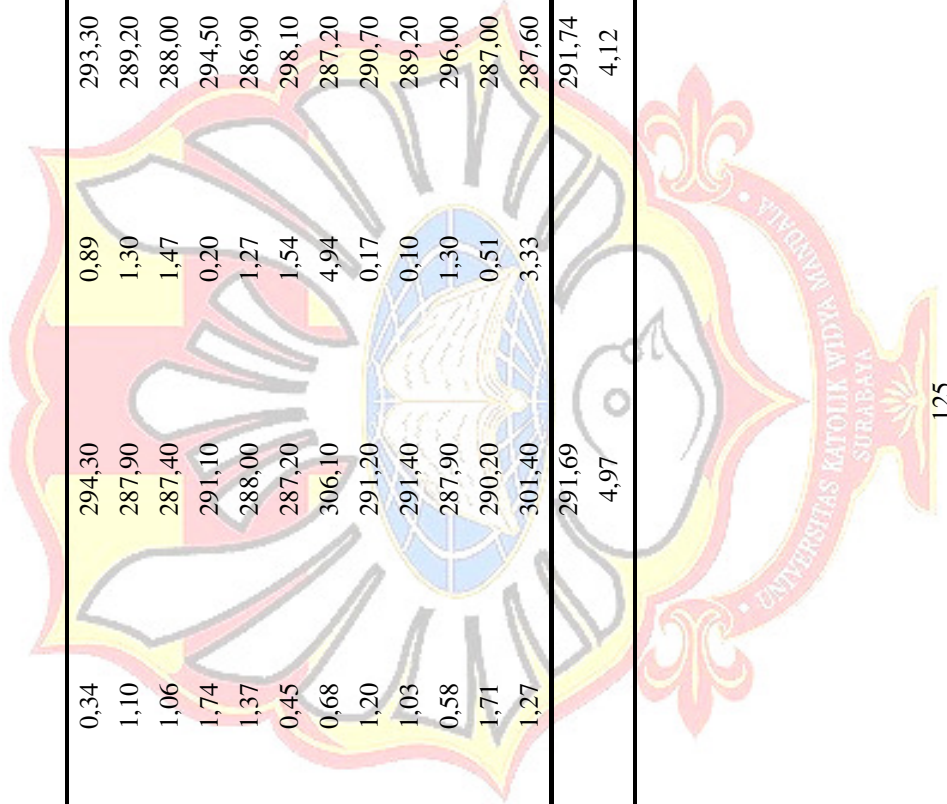 0,34 294,30 0,89 293,30
1,10 287,90 1,30 289,20
1,06 287,40 1,47 288,00
1,74 291,10 0,20 294,50
1,37 288,00 1,27 286,90
0,45 287,20 1,54 298,10
0,68 306,10 4,94 287,20
1,20 291,20 0,17 290,70
1,03 291,40 0,10 289,20
0,58 287,90 1,30 296,00
1,71 290,20 0,51 287,00
1,27 301,40 3,33 287,60
291,69 291,74
4,97 4,12
UNIVERSITAS KATOLIK WIDYA MANDALA
SURABAYA
125